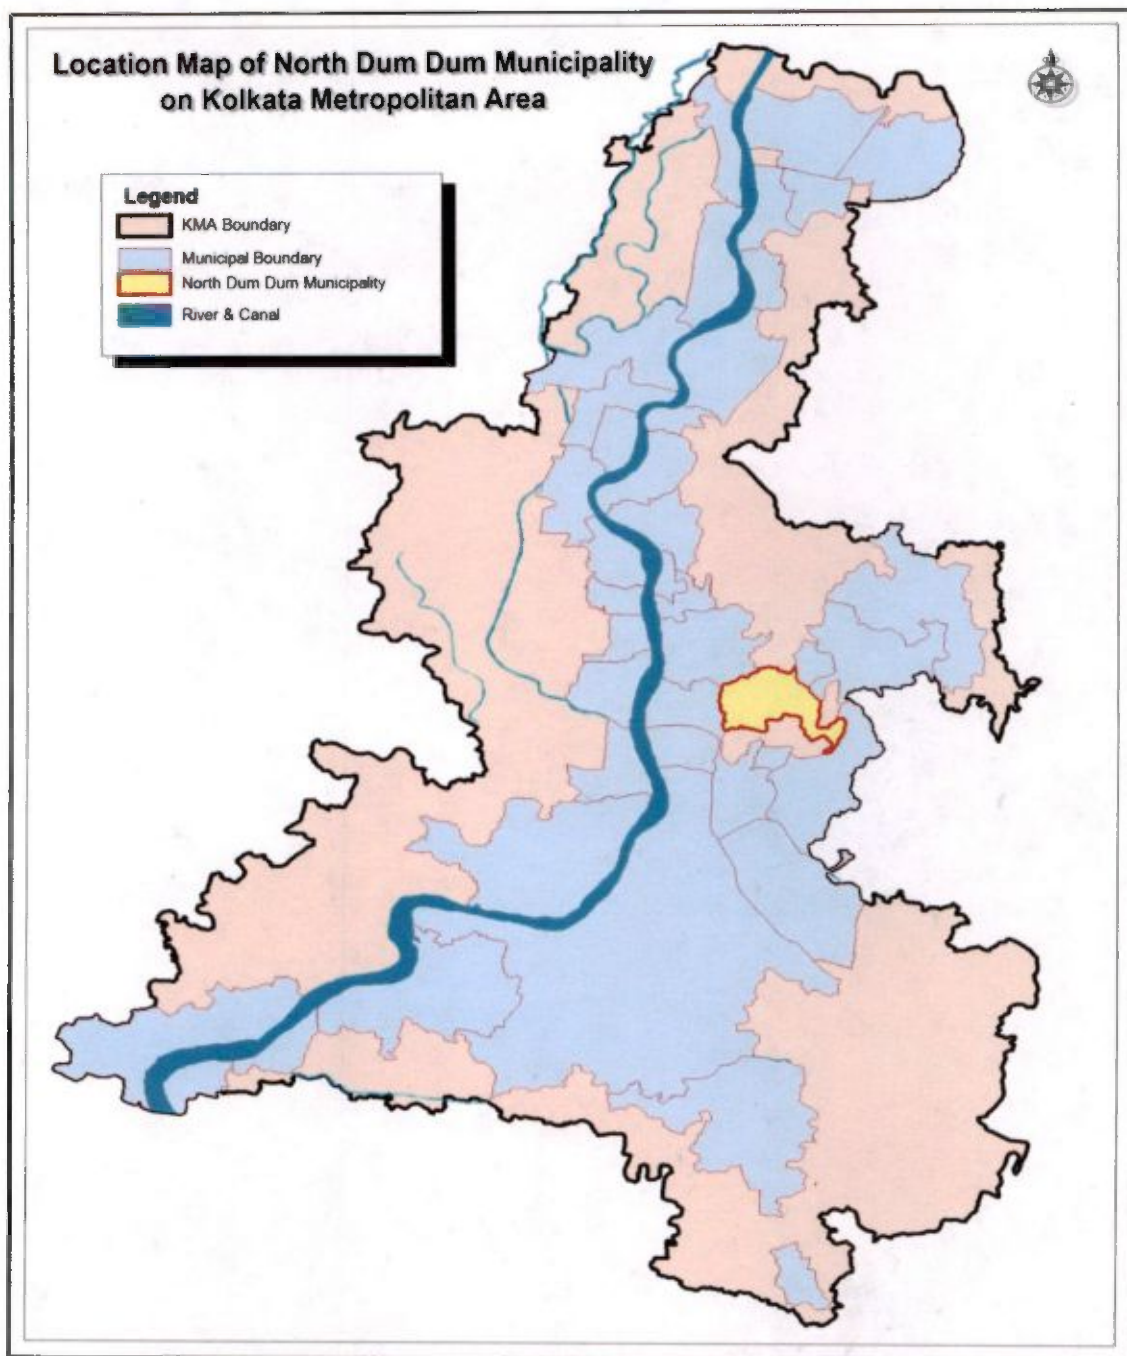 Location Map of North Dum Dum Municipality
on Kolkata Metropolitan Area
Legend
KMA Boundary
Municipal Boundary
North Dum Dum Municipality
River & Canal